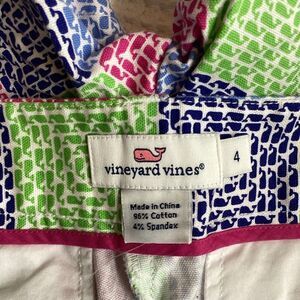 vineyard vines®
4
Made in China
96% Cotton
4% Spandex